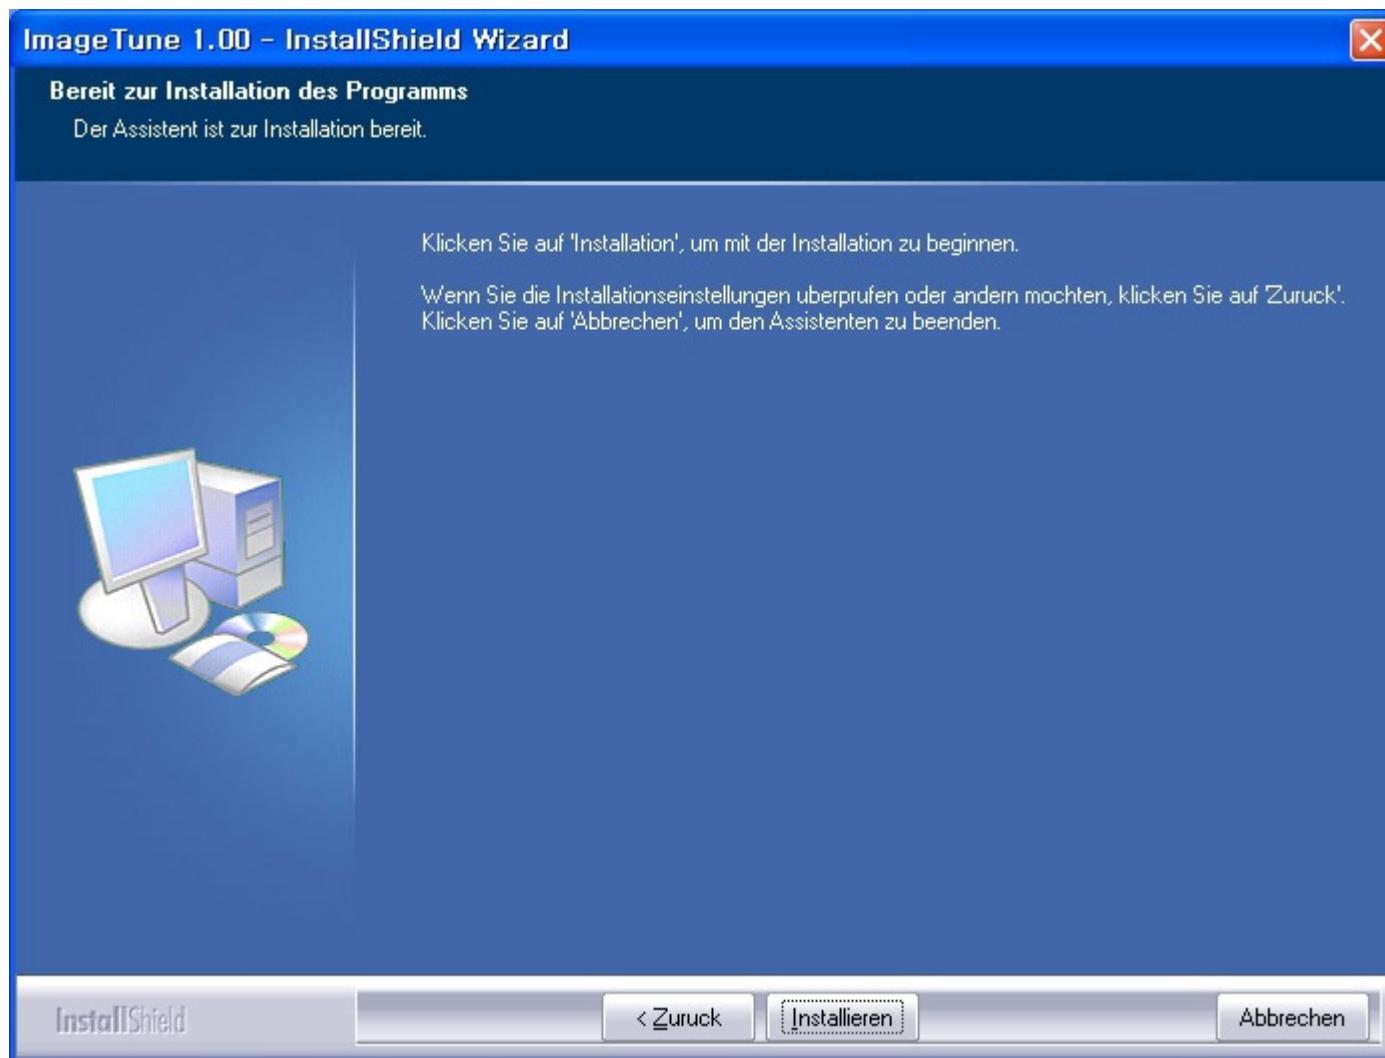 ImageTune 1.00 - InstallShield Wizard
Bereit zur Installation des Programms
Der Assistent ist zur Installation bereit.
Klicken Sie auf 'Installation', um mit der Installation zu beginnen.
Wenn Sie die Installationseinstellungen uberprufen oder andern mochten, klicken Sie auf 'Zuruck'.
Klicken Sie auf 'Abbrechen', um den Assistenten zu beenden.
InstallShield
< Zuruck
Installieren
Abbrechen